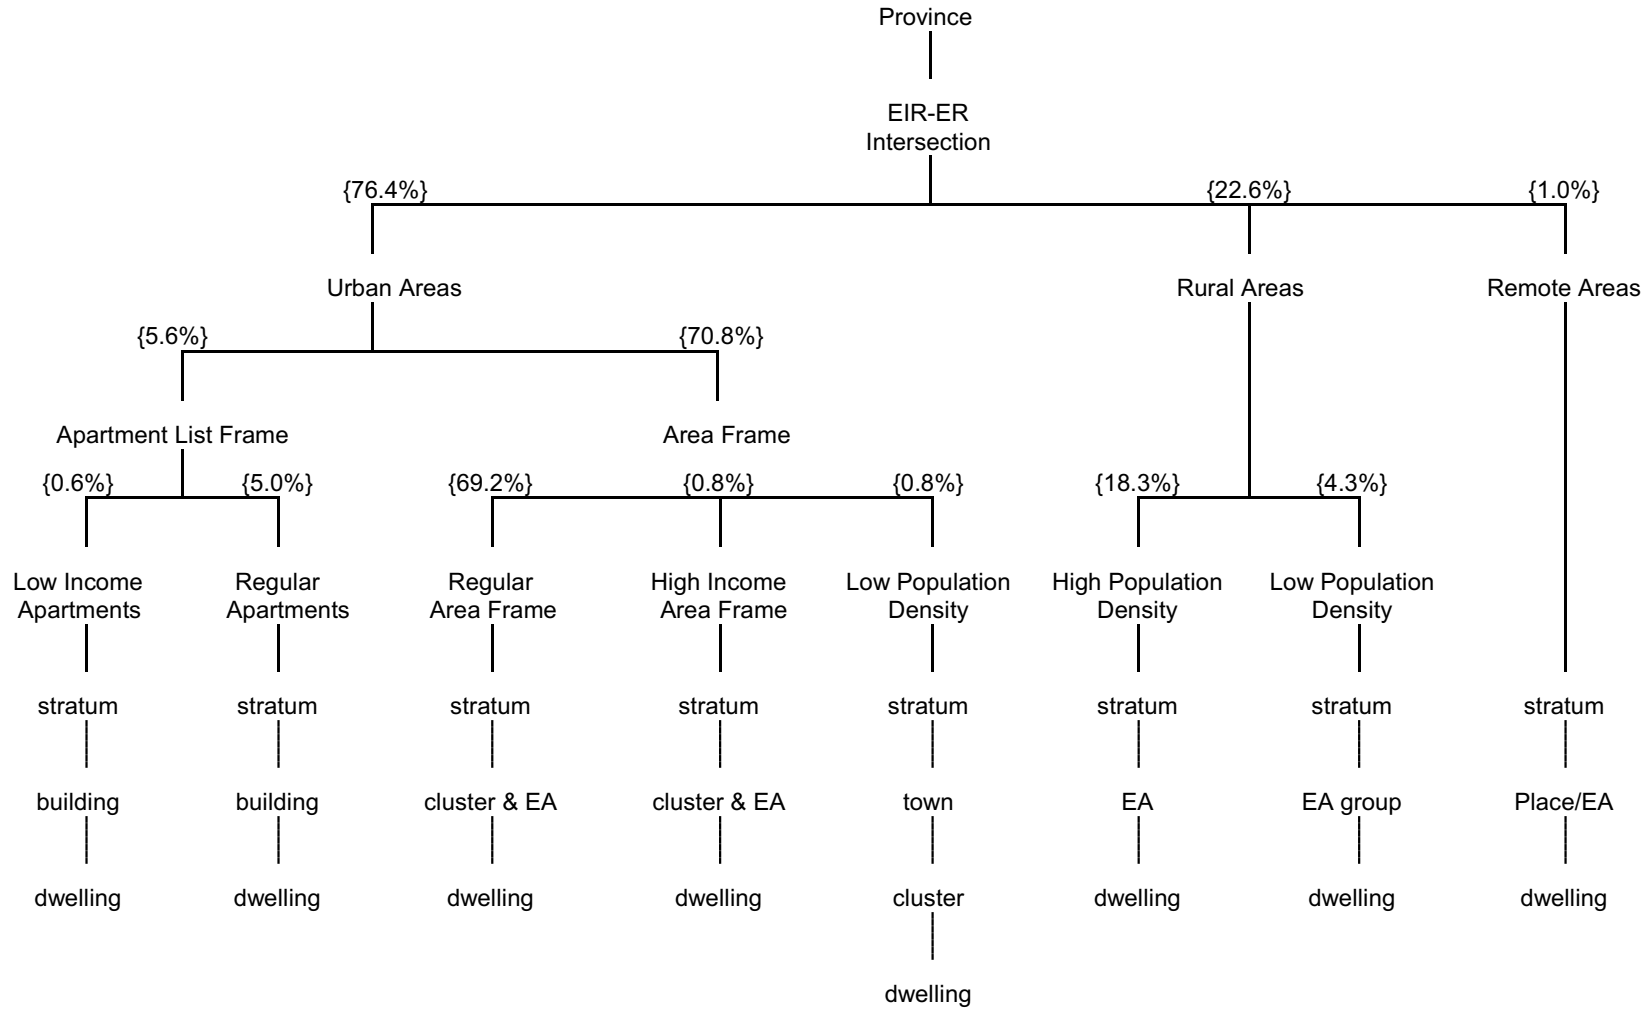 Province
EIR-ER
Intersection
{76.4%} {22.6%} {1.0%}
Urban Areas Rural Areas Remote Areas
{5.6%} {70.8%}
Apartment List Frame Area Frame
{0.6%} {5.0%} {69.2%} {0.8%} {0.8%} {18.3%} {4.3%}
Low Income Regular Regular High Income Low Population High Population Low Population
Apartments Apartments Area Frame Area Frame Density Density Density
stratum stratum stratum stratum stratum stratum stratum stratum
building building cluster & EA cluster & EA town EA EA group Place/EA
dwelling dwelling dwelling dwelling cluster dwelling dwelling dwelling
dwelling